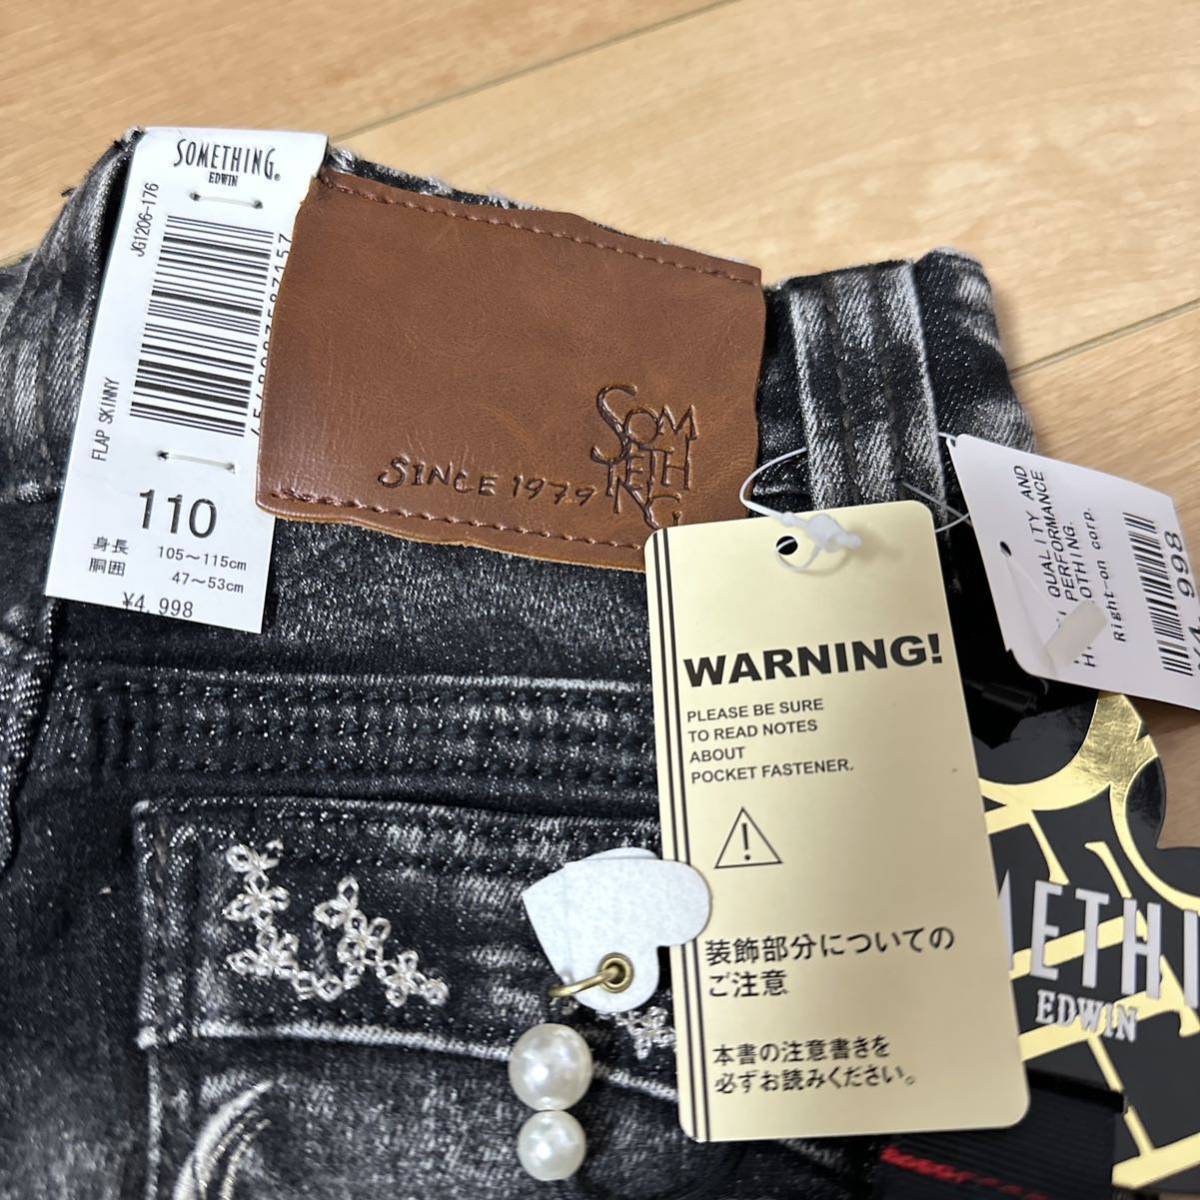 SOMETHING®
EDWIN
JG1206-176
FLAP SKINNY
110
身長 105～115cm
胴囲 47～53cm
¥4,998
SOMETHING
SINCE 1979
WARNING!
PLEASE BE SURE
TO READ NOTES
ABOUT
POCKET FASTENER.
装飾部分についての
ご注意
本書の注意書きを
必ずお読みください。
QUALITY AND
PERFORMANCE
OTHING.
Right-on corp.
998
METHI
EDWIN